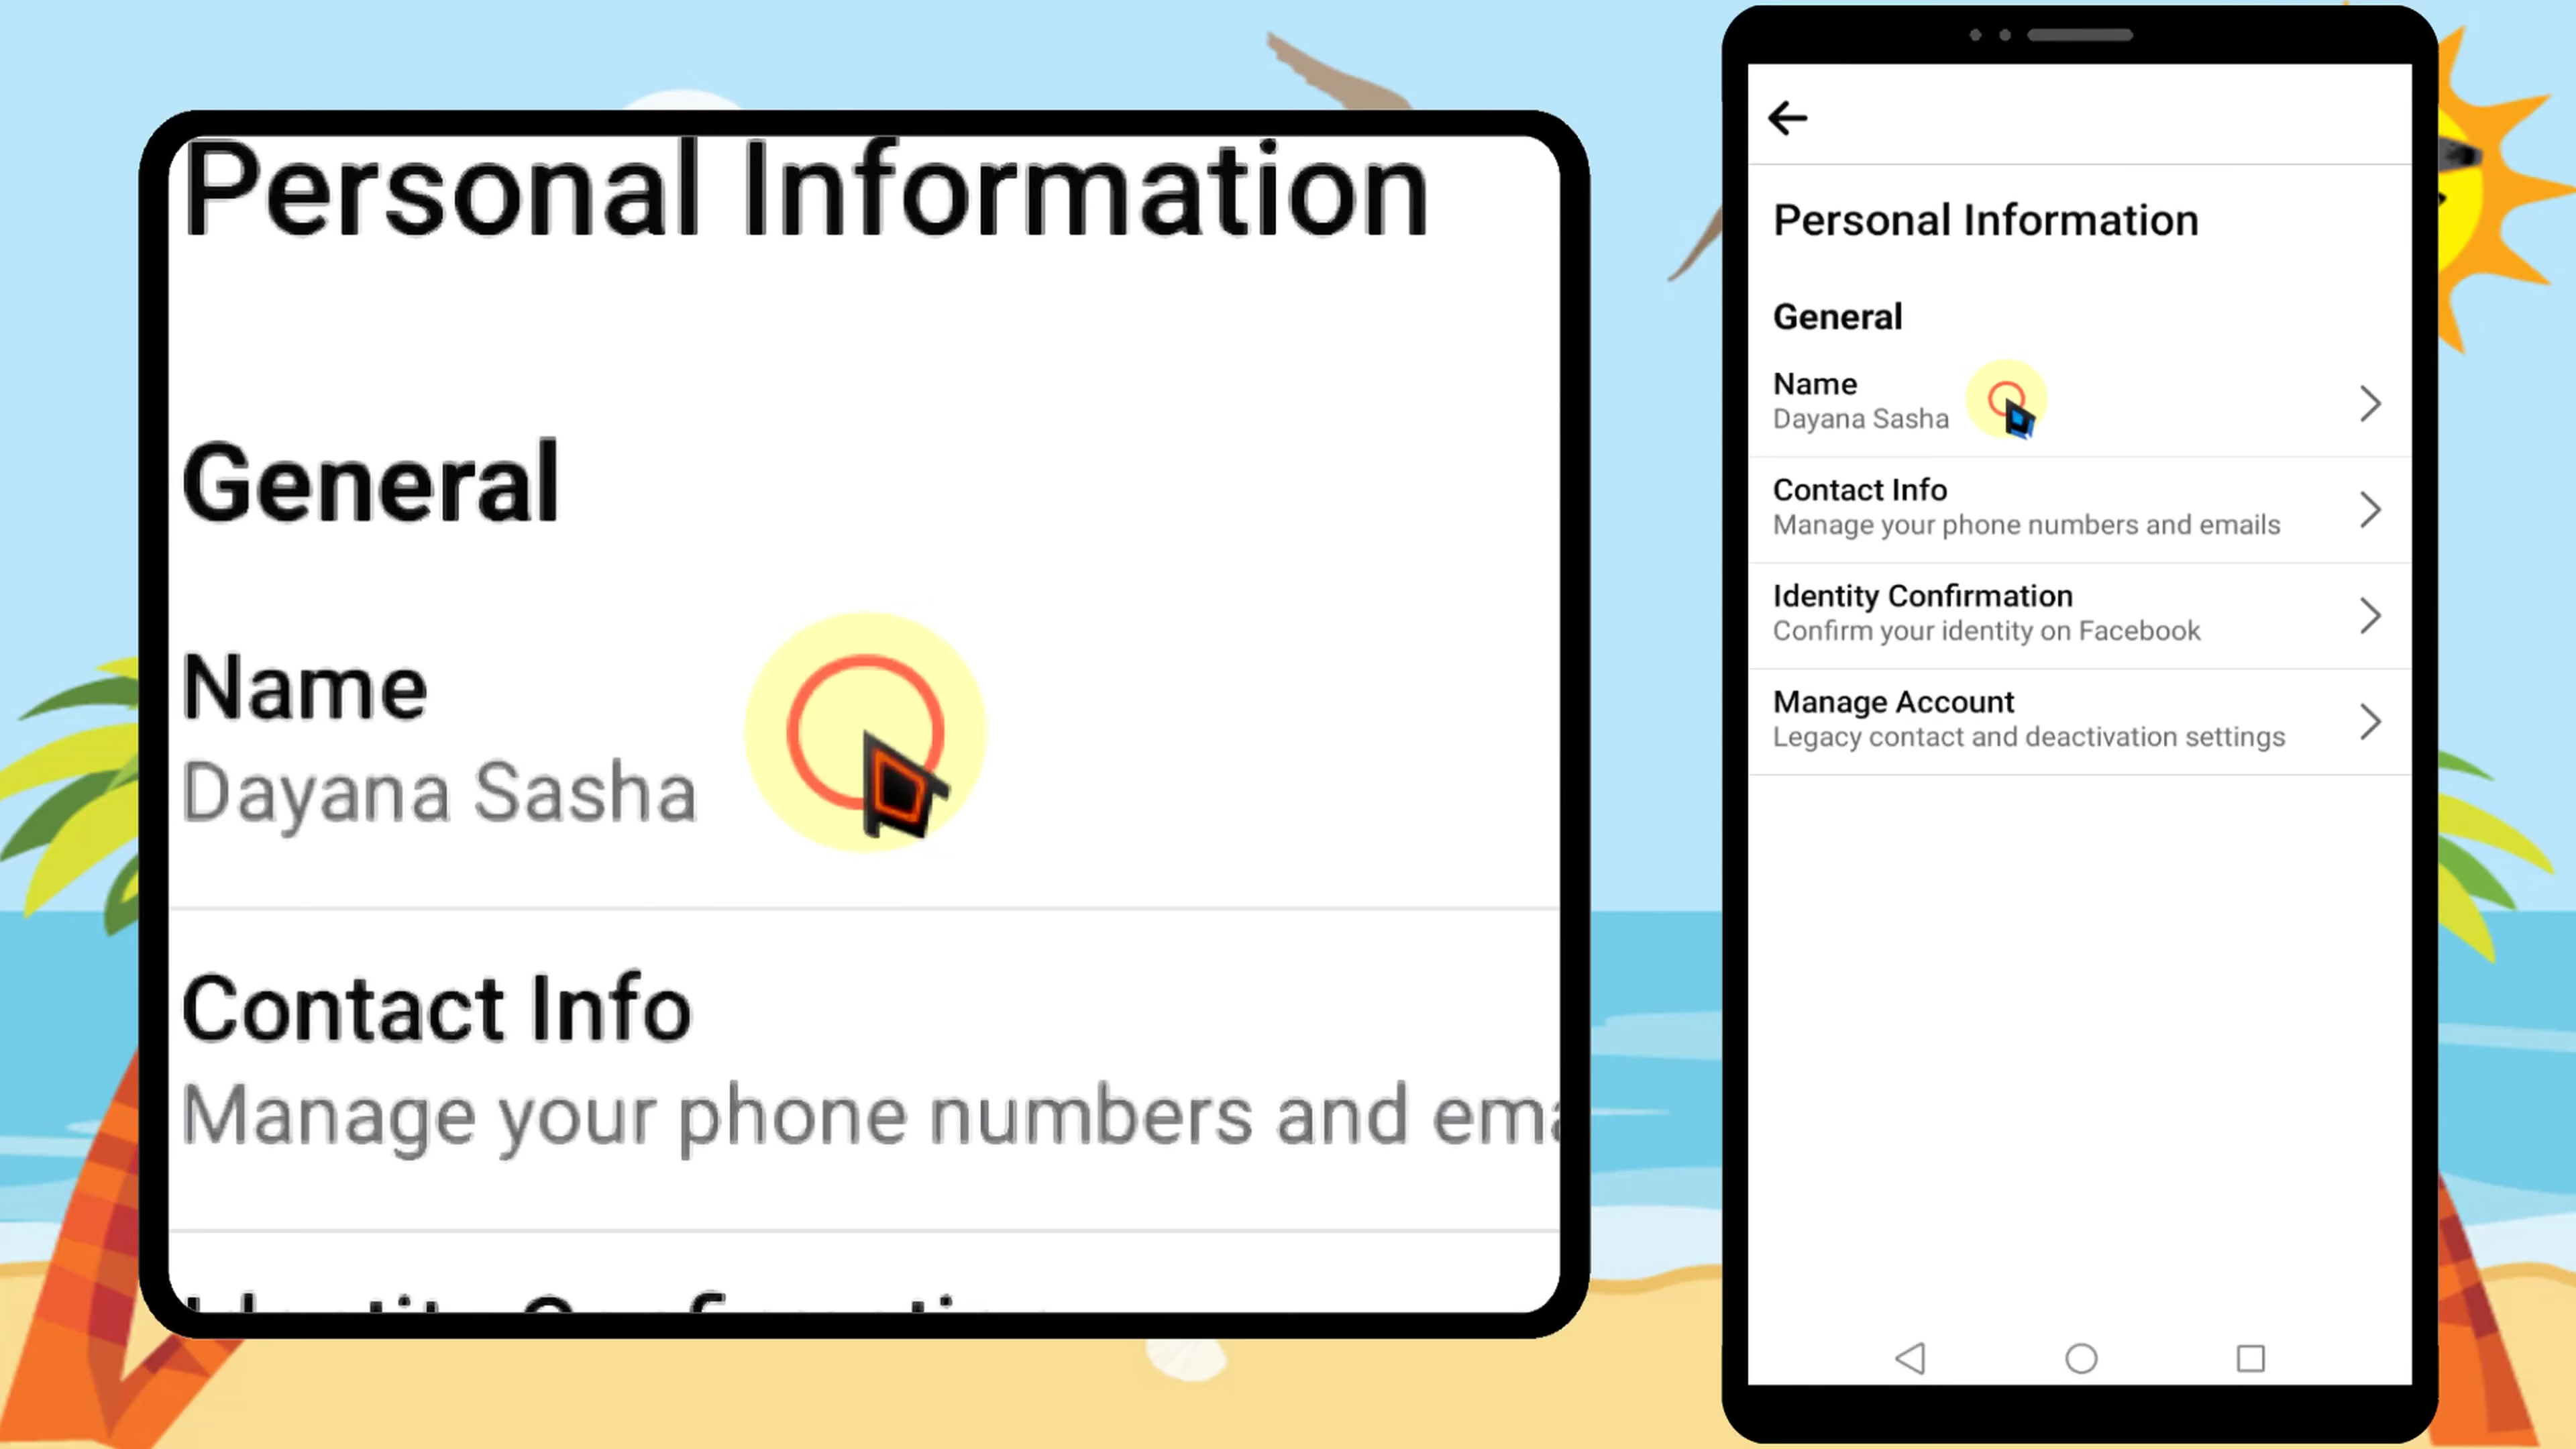 Personal Information
General
Name
Dayana Sasha
Contact Info
Manage your phone numbers and ema
Identity Confirmation
Personal Information
General
Name
Dayana Sasha
Contact Info
Manage your phone numbers and emails
Identity Confirmation
Confirm your identity on Facebook
Manage Account
Legacy contact and deactivation settings